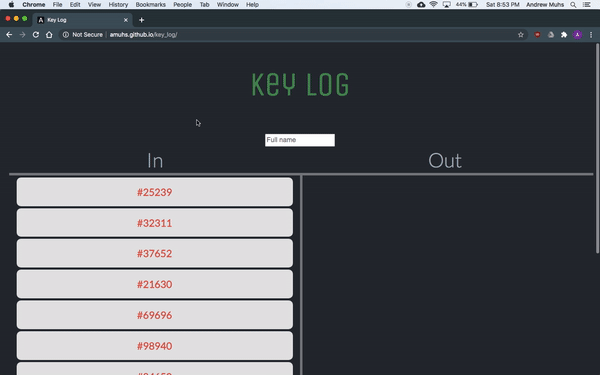 Chrome File Edit View History Bookmarks People Tab Window Help 44% Sat 8:53 PM Andrew Muhs
Key Log
Not Secure | amuhs.github.io/key_log/
Key Log
Full name
In Out
#25239
#32311
#37652
#21630
#69696
#98940